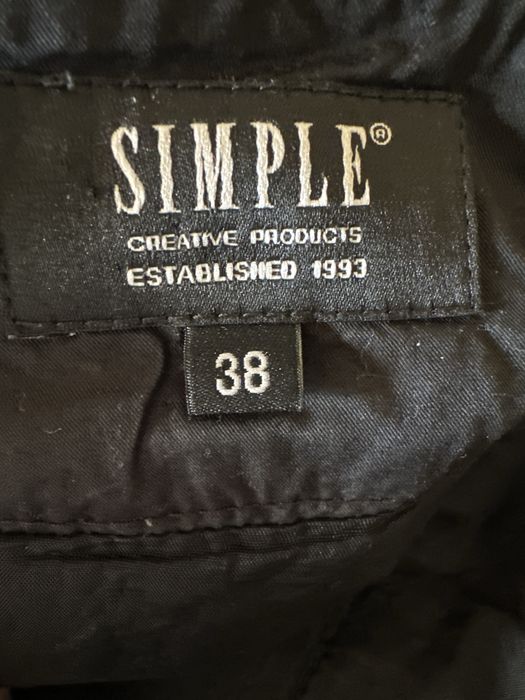 SIMPLE®
CREATIVE PRODUCTS
ESTABLISHED 1993
38